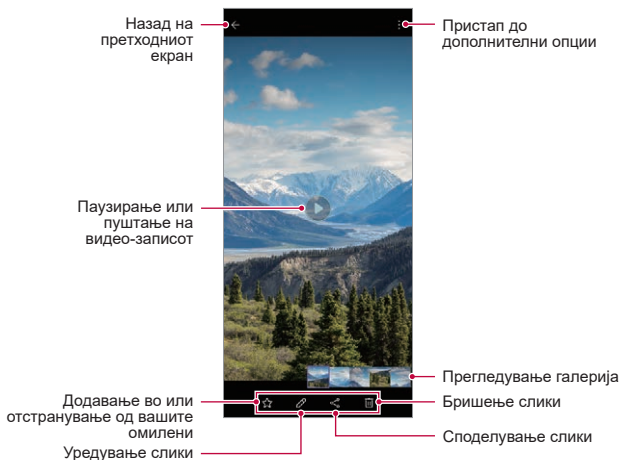 Назад на
претходниот
екран
Пристап до
дополнителни опции
Паузирање или
пуштање на
видео-записот
Прегледување галерија
Додавање во или
отстранување од вашите
омилени
Бришење слики
Споделување слики
Уредување слики